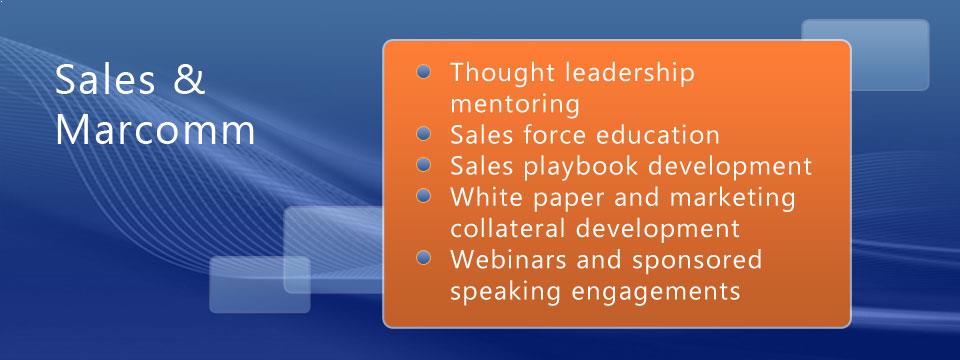 Sales &
Marcomm
Thought leadership
mentoring
Sales force education
Sales playbook development
White paper and marketing
collateral development
Webinars and sponsored
speaking engagements